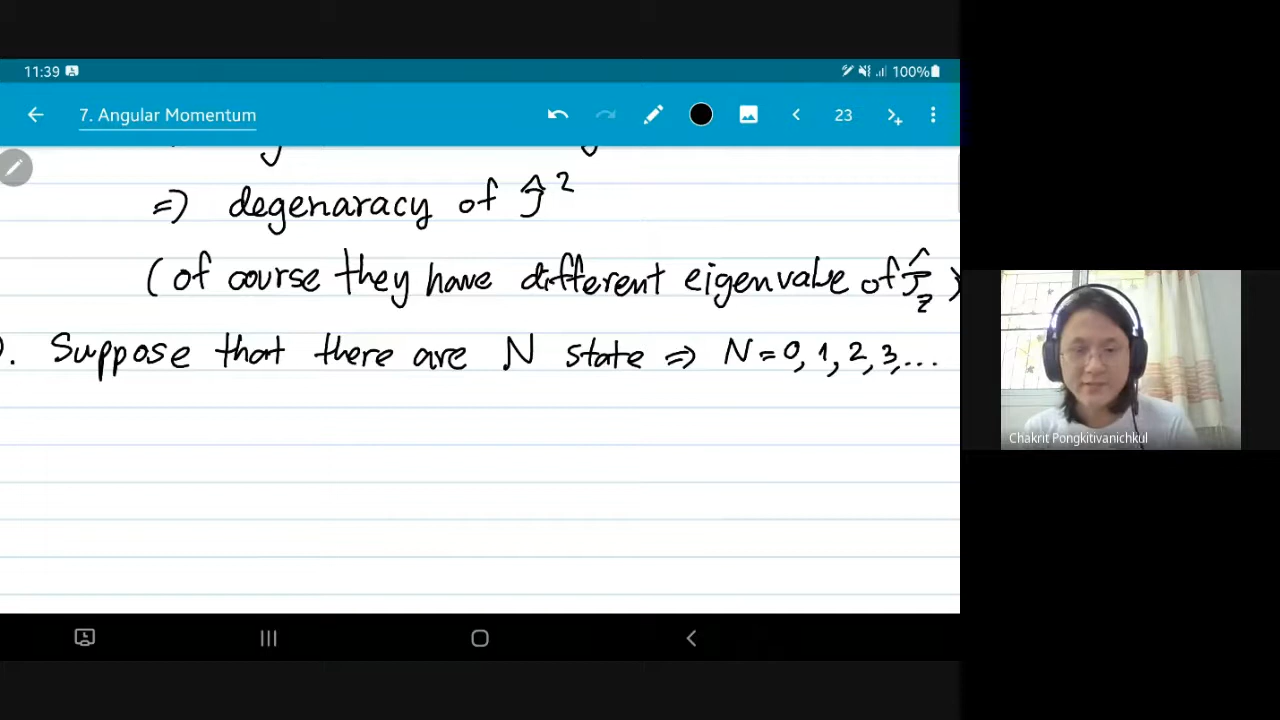 11:39 100%
7. Angular Momentum 23
=> degenaracy of Ĵ²
(of course they have different eigenvalue of Ĵz)
. Suppose that there are N state => N = 0, 1, 2, 3, ...
Chakrit Pongkitivanichkul